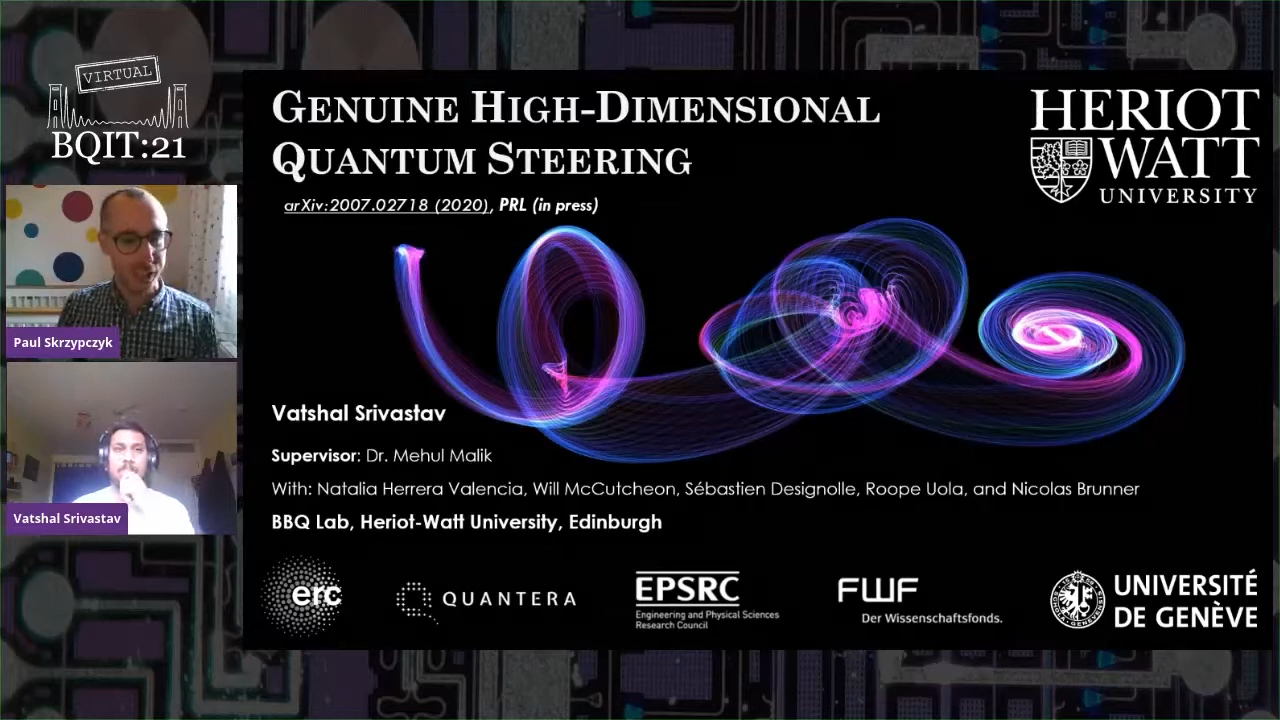 VIRTUAL
BQIT:21
Paul Skrzypczyk
Vatshal Srivastav
GENUINE HIGH-DIMENSIONAL
QUANTUM STEERING
arXiv:2007.02718 (2020), PRL (in press)
HERIOT
WATT
UNIVERSITY
Vatshal Srivastav
Supervisor: Dr. Mehul Malik
With: Natalia Herrera Valencia, Will McCutcheon, Sébastien Designolle, Roope Uola, and Nicolas Brunner
BBQ Lab, Heriot-Watt University, Edinburgh
erc
QUANTERA
EPSRC
Engineering and Physical Sciences
Research Council
FWF
Der Wissenschaftsfonds.
UNIVERSITÉ
DE GENÈVE